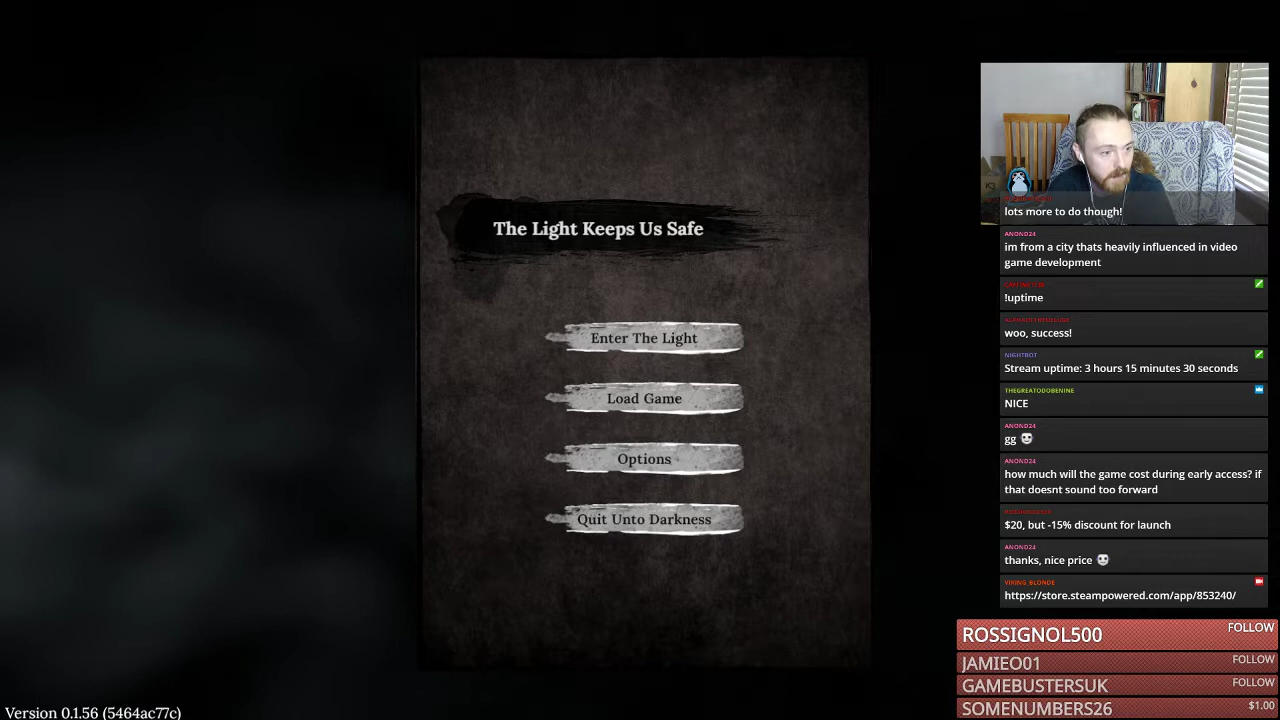 The Light Keeps Us Safe
Enter The Light
Load Game
Options
Quit Unto Darkness
Version 0.1.56 (5464ac77c)
lots more to do though!
ANOND24
im from a city thats heavily influenced in video
game development
!uptime
woo, success!
NIGHTBOT
Stream uptime: 3 hours 15 minutes 30 seconds
THEGREATODOBENINE
NICE
ANOND24
gg
ANOND24
how much will the game cost during early access? if
that doesnt sound too forward
$20, but -15% discount for launch
ANOND24
thanks, nice price
VIKING_BLONDE
https://store.steampowered.com/app/853240/
ROSSIGNOL500 FOLLOW
JAMIEO01 FOLLOW
GAMEBUSTERSUK FOLLOW
SOMENUMBERS26 $1.00